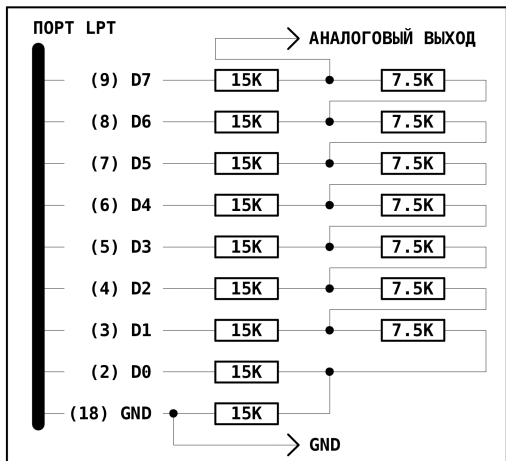 ПОРТ LPT
АНАЛОГОВЫЙ ВЫХОД
(9) D7 15K 7.5K
(8) D6 15K 7.5K
(7) D5 15K 7.5K
(6) D4 15K 7.5K
(5) D3 15K 7.5K
(4) D2 15K 7.5K
(3) D1 15K 7.5K
(2) D0 15K
(18) GND 15K
GND